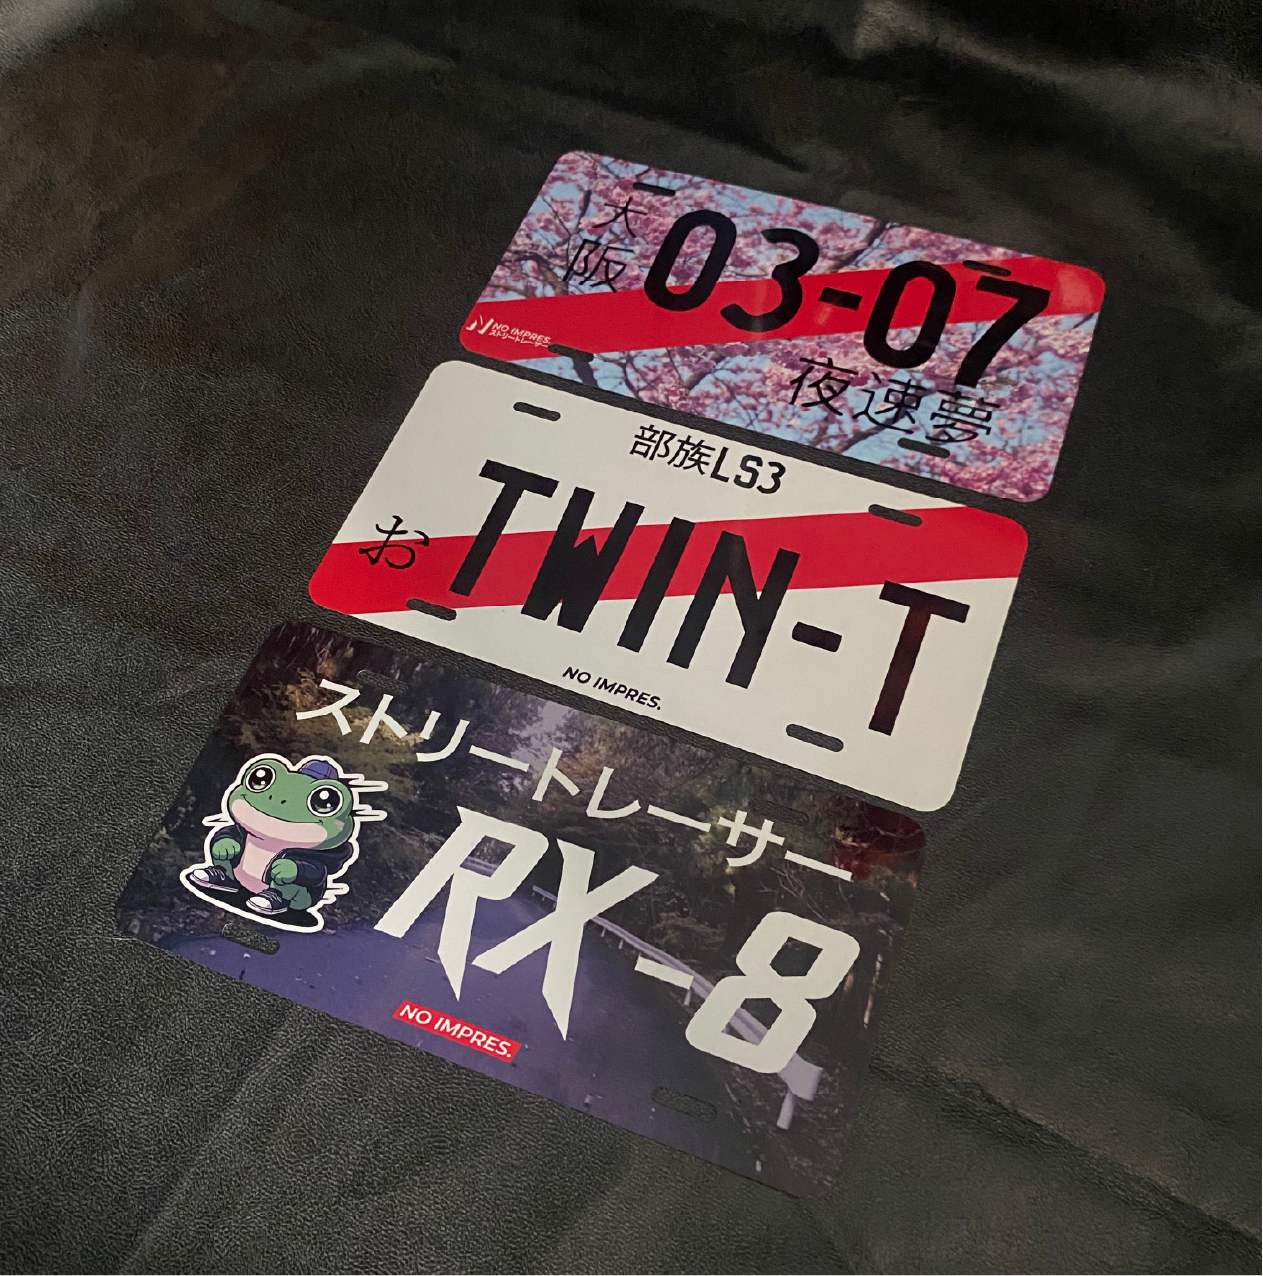 大阪
03-07
NO IMPRES.
ストリートレーサー
夜速夢
部族LS3
お
TWIN-T
NO IMPRES.
ストリートレーサー
RX-8
NO IMPRES.